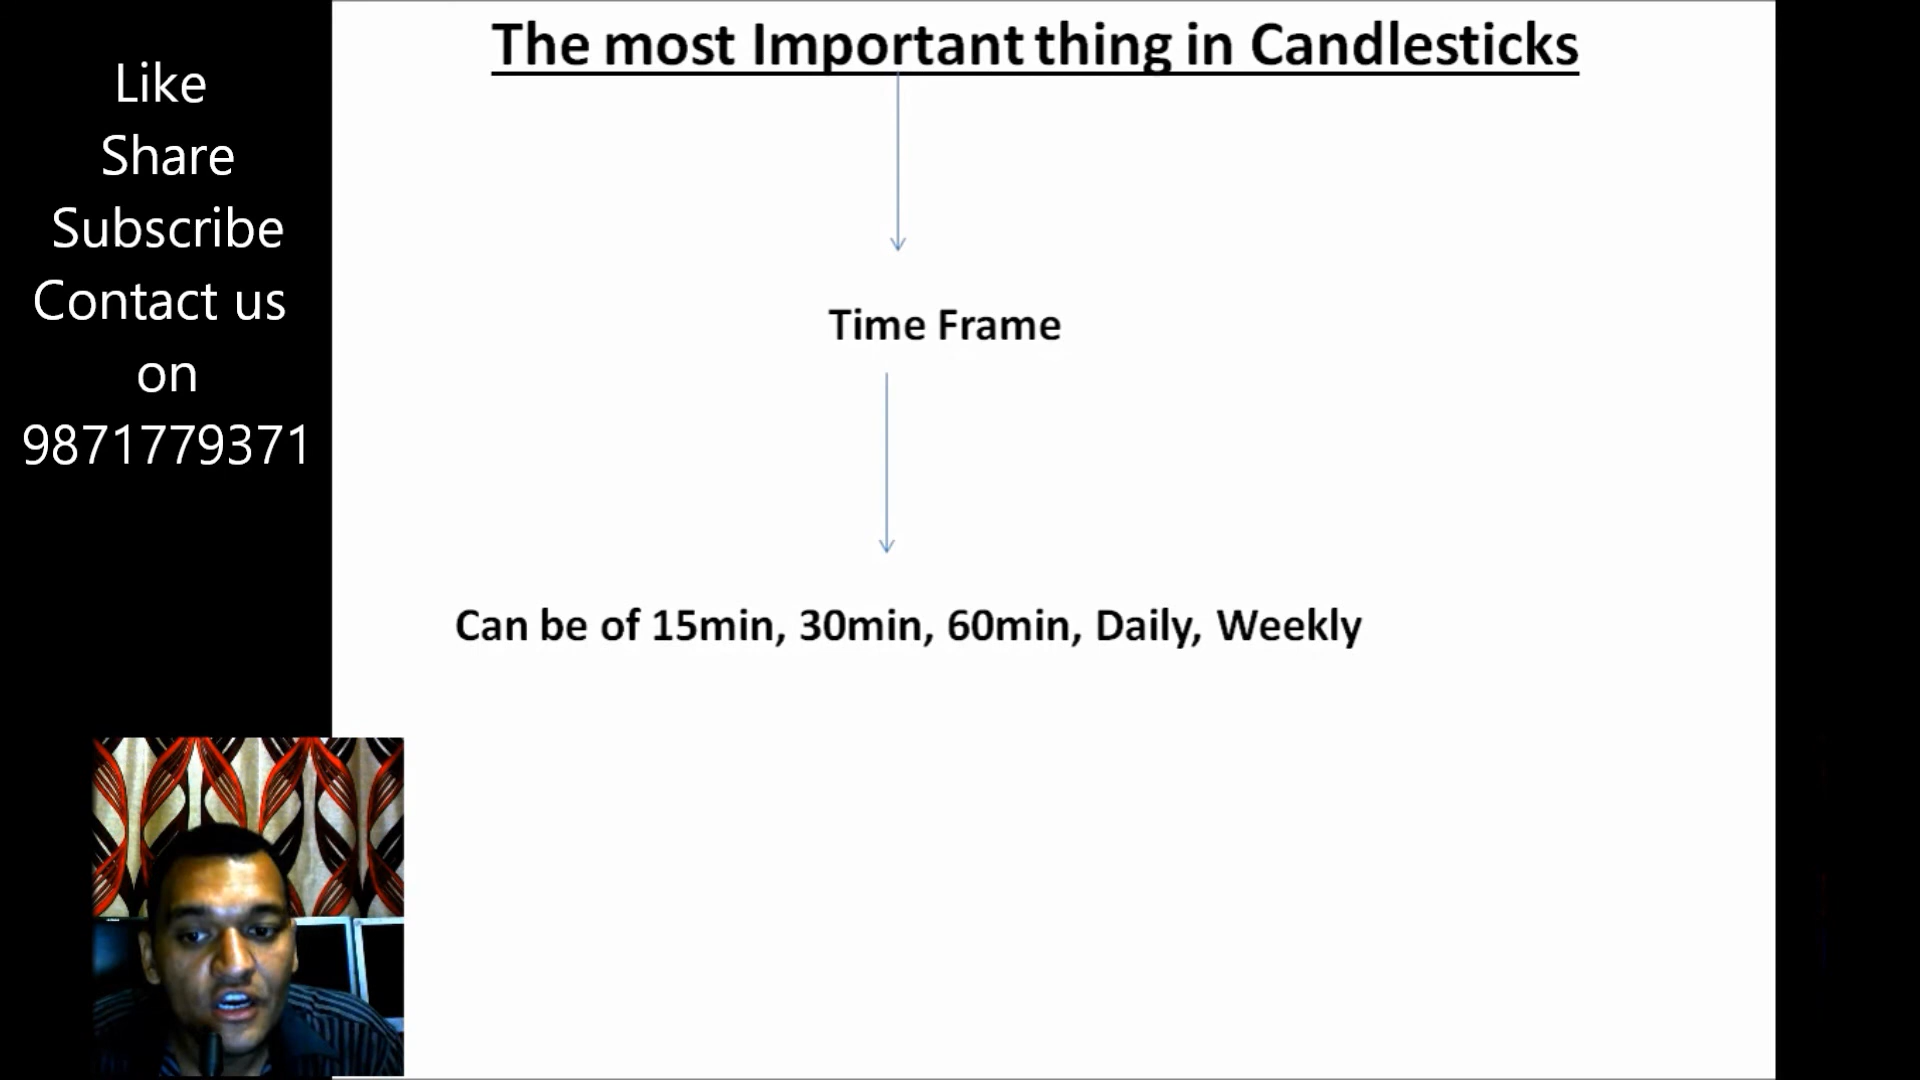 The most Important thing in Candlesticks
Time Frame
Can be of 15min, 30min, 60min, Daily, Weekly
Like
Share
Subscribe
Contact us
on
9871779371